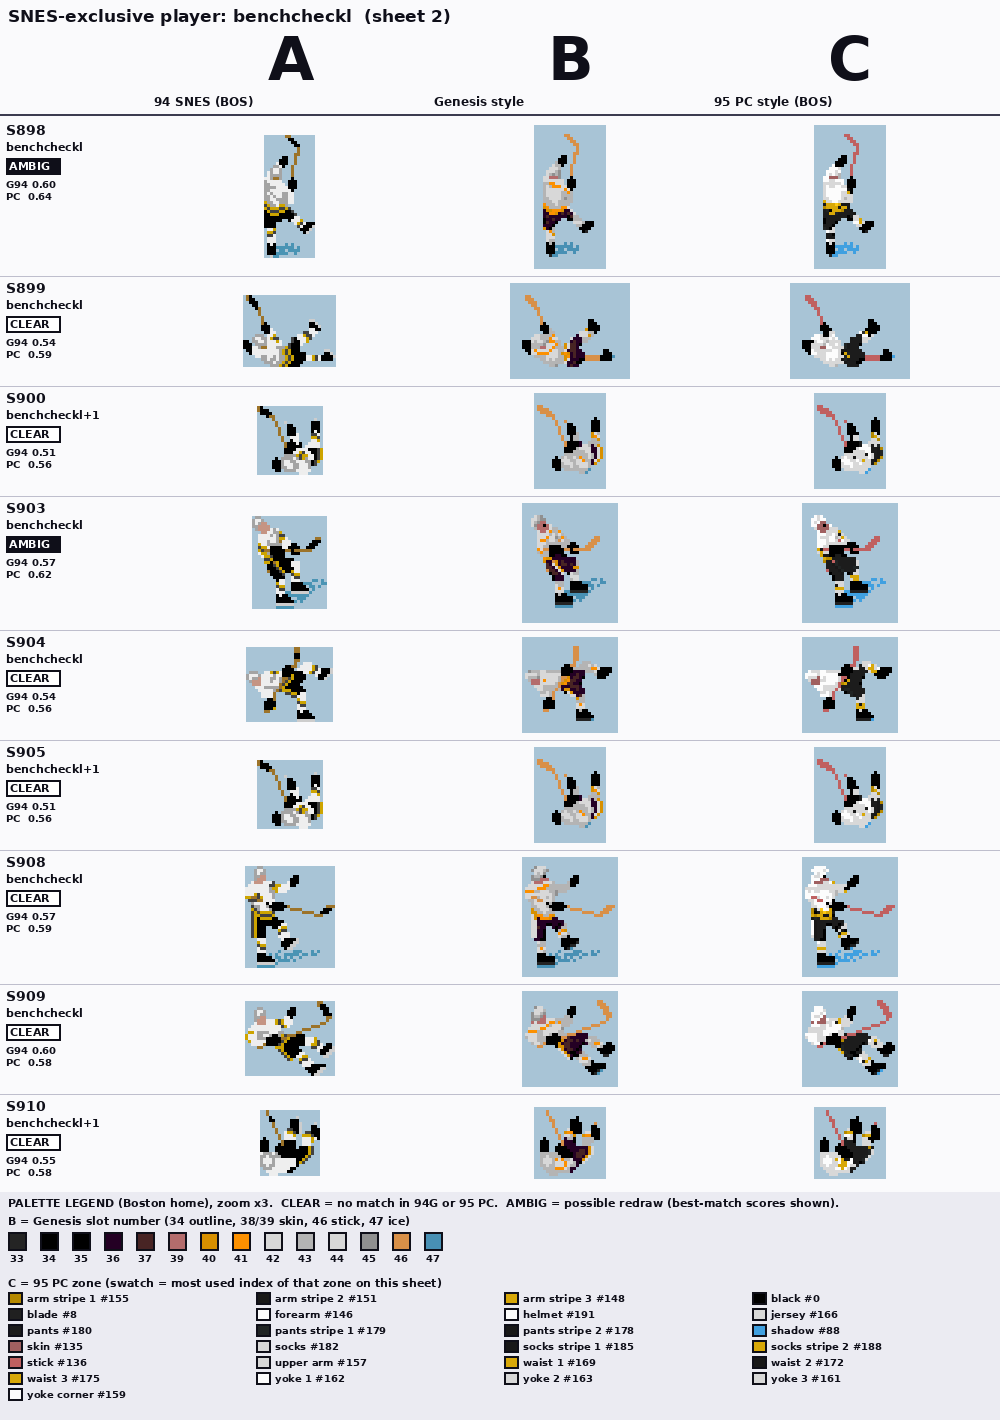 SNES-exclusive player: benchcheckl (sheet 2)
A B C
94 SNES (BOS) Genesis style 95 PC style (BOS)
S898
benchcheckl
AMBIG
G94 0.60
PC 0.64
S899
benchcheckl
CLEAR
G94 0.54
PC 0.59
S900
benchcheckl+1
CLEAR
G94 0.51
PC 0.56
S903
benchcheckl
AMBIG
G94 0.57
PC 0.62
S904
benchcheckl
CLEAR
G94 0.54
PC 0.56
S905
benchcheckl+1
CLEAR
G94 0.51
PC 0.56
S908
benchcheckl
CLEAR
G94 0.57
PC 0.59
S909
benchcheckl
CLEAR
G94 0.60
PC 0.58
S910
benchcheckl+1
CLEAR
G94 0.55
PC 0.58
PALETTE LEGEND (Boston home), zoom x3. CLEAR = no match in 94G or 95 PC. AMBIG = possible redraw (best-match scores shown).
B = Genesis slot number (34 outline, 38/39 skin, 46 stick, 47 ice)
33 34 35 36 37 39 40 41 42 43 44 45 46 47
C = 95 PC zone (swatch = most used index of that zone on this sheet)
arm stripe 1 #155 arm stripe 2 #151 arm stripe 3 #148 black #0
blade #8 forearm #146 helmet #191 jersey #166
pants #180 pants stripe 1 #179 pants stripe 2 #178 shadow #88
skin #135 socks #182 socks stripe 1 #185 socks stripe 2 #188
stick #136 upper arm #157 waist 1 #169 waist 2 #172
waist 3 #175 yoke 1 #162 yoke 2 #163 yoke 3 #161
yoke corner #159